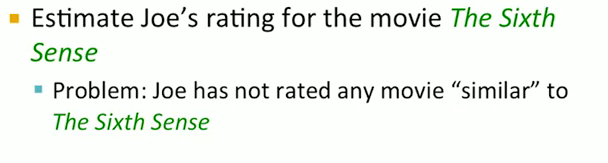 Estimate Joe's rating for the movie The Sixth
Sense
Problem: Joe has not rated any movie “similar” to
The Sixth Sense